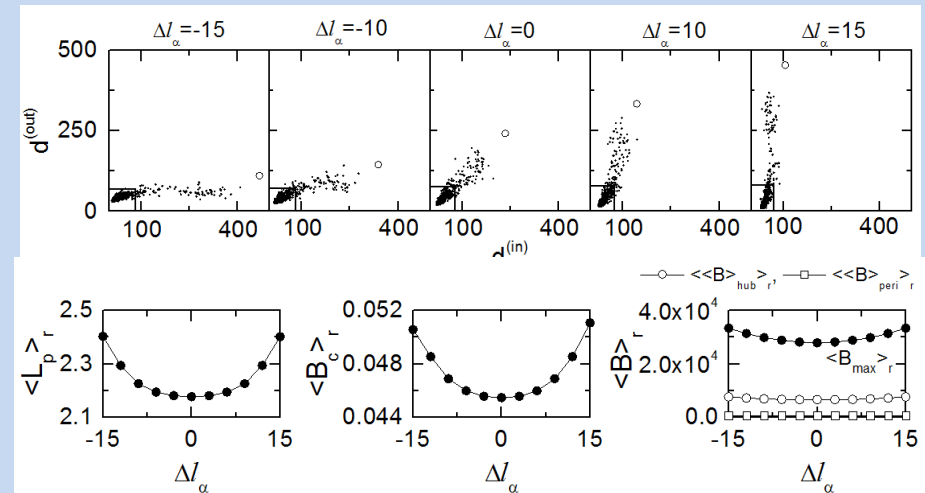 Δl_α=-15 Δl_α=-10 Δl_α=0 Δl_α=10 Δl_α=15
500
250
0
d^(out)
100 400 100 400 100 400 100 400 100 400
d^(in)
<<B>_hub>_r, <<B>_peri>_r
2.5
2.3
2.1
<L_p>_r
-15 0 15
Δl_α
0.052
0.048
0.044
<B_c>_r
-15 0 15
Δl_α
4.0x10^4
2.0x10^4
0.0
<B>_r
<B_max>_r
-15 0 15
Δl_α